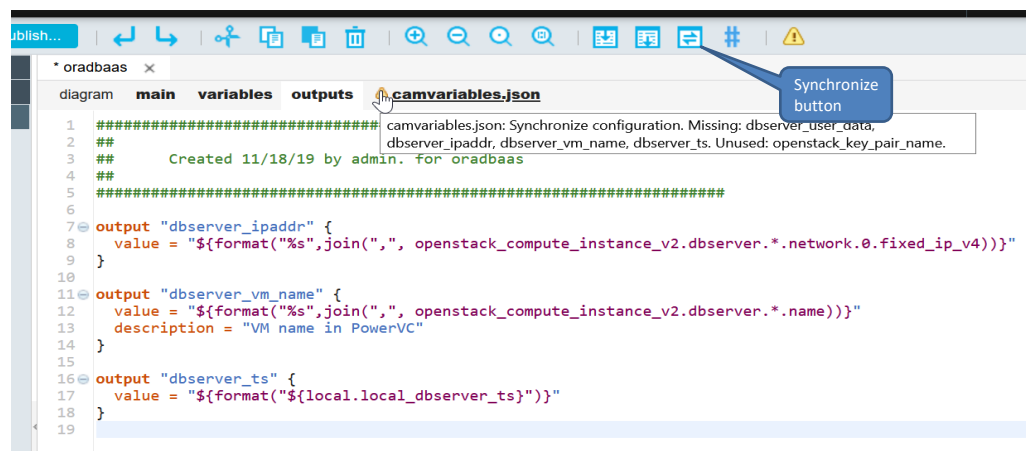 ublish...
* oradbaas ×
Synchronize
button
diagram main variables outputs camvariables.json
camvariables.json: Synchronize configuration. Missing: dbserver_user_data,
dbserver_ipaddr, dbserver_vm_name, dbserver_ts. Unused: openstack_key_pair_name.
1 ####################################
2 ##
3 ##      Created 11/18/19 by admin. for oradbaas
4 ##
5 #####################################################################
6
7 output "dbserver_ipaddr" {
8   value = "${format("%s",join(",", openstack_compute_instance_v2.dbserver.*.network.0.fixed_ip_v4))}"
9 }
10
11 output "dbserver_vm_name" {
12   value = "${format("%s",join(",", openstack_compute_instance_v2.dbserver.*.name))}"
13   description = "VM name in PowerVC"
14 }
15
16 output "dbserver_ts" {
17   value = "${format("${local.local_dbserver_ts}")}"
18 }
19